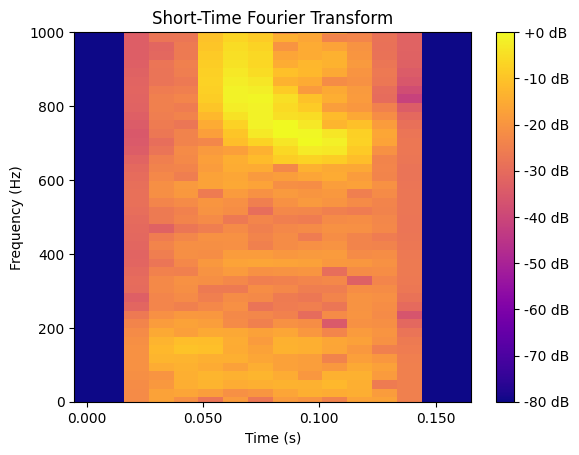 Short-Time Fourier Transform
1000
800
600
400
200
0
Frequency (Hz)
0.000
0.050
0.100
0.150
Time (s)
+0 dB
-10 dB
-20 dB
-30 dB
-40 dB
-50 dB
-60 dB
-70 dB
-80 dB